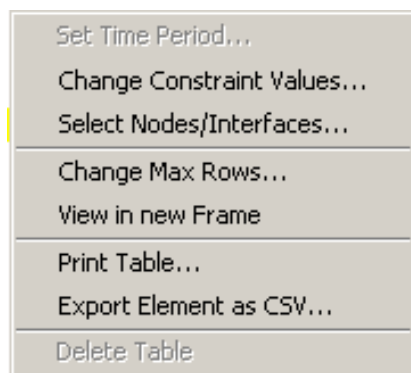 Set Time Period...
Change Constraint Values...
Select Nodes/Interfaces...
Change Max Rows...
View in new Frame
Print Table...
Export Element as CSV...
Delete Table